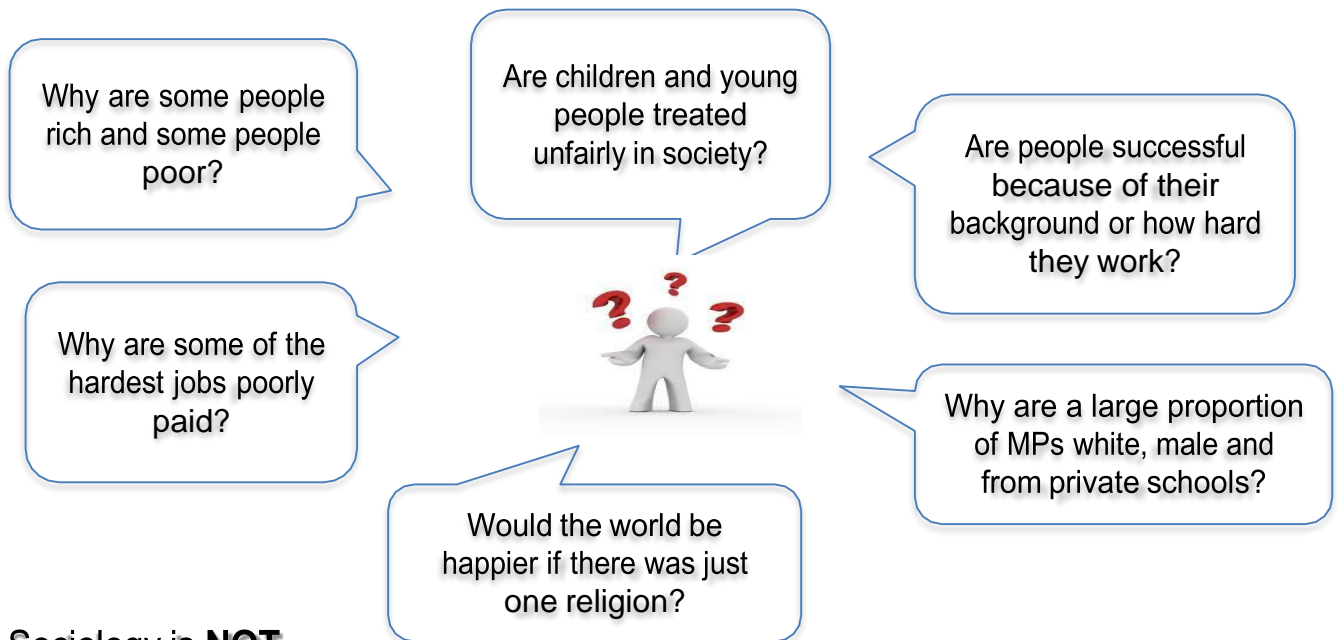 Why are some people
rich and some people
poor?
Are children and young
people treated
unfairly in society?
Are people successful
because of their
background or how hard
they work?
Why are some of the
hardest jobs poorly
paid?
? ? ?
Why are a large proportion
of MPs white, male and
from private schools?
Would the world be
happier if there was just
one religion?
Sociology is NOT